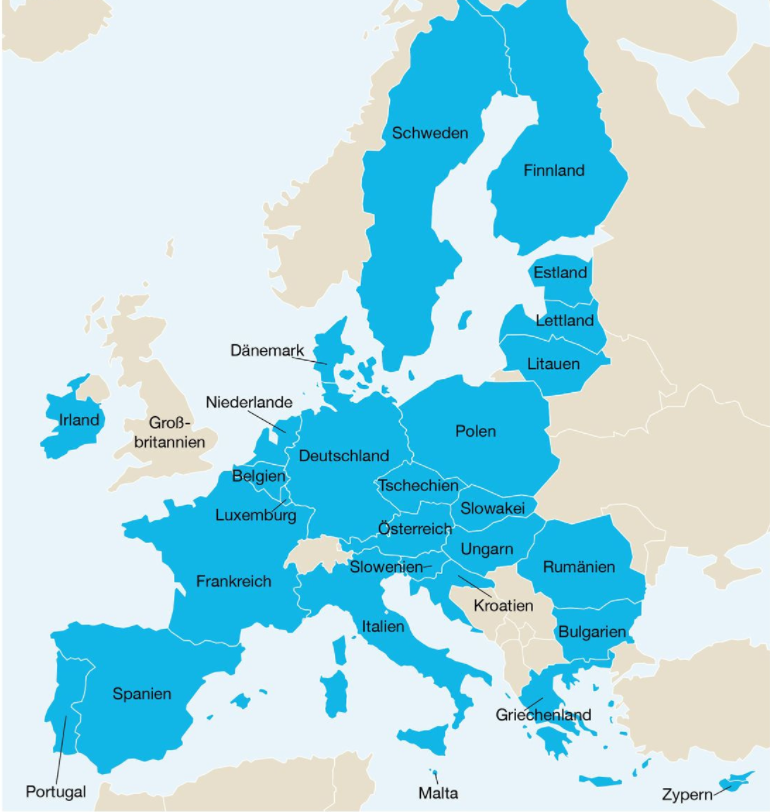 Schweden
Finnland
Estland
Lettland
Dänemark
Litauen
Niederlande
Irland
Groß-
britannien
Polen
Deutschland
Belgien
Tschechien
Slowakei
Luxemburg
Österreich
Ungarn
Slowenien
Rumänien
Frankreich
Kroatien
Italien
Bulgarien
Spanien
Griechenland
Portugal
Malta
Zypern